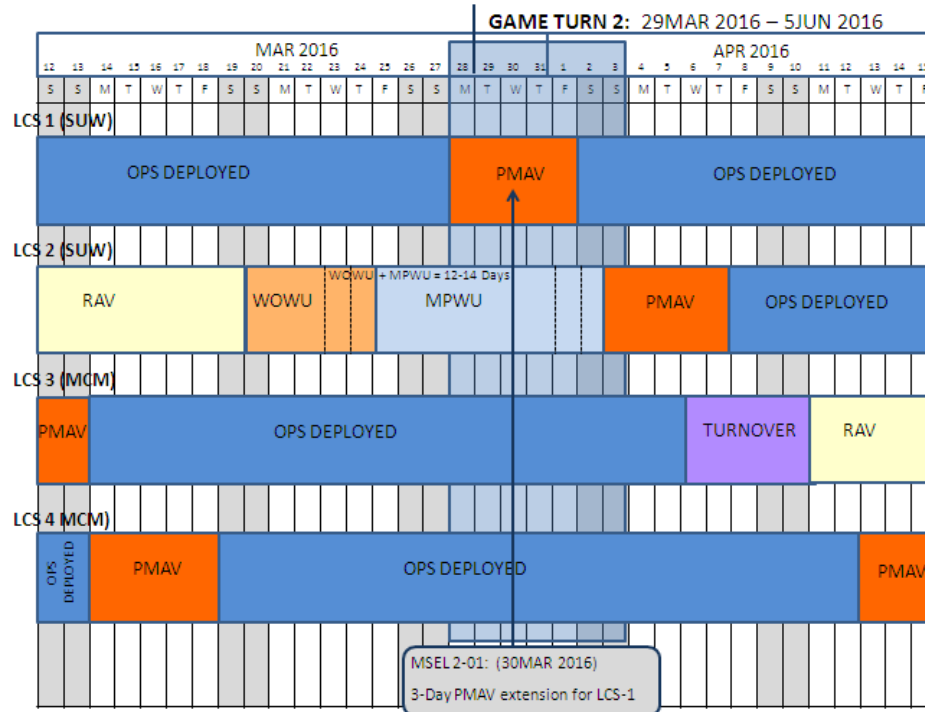 GAME TURN 2: 29MAR 2016 – 5JUN 2016
MAR 2016 APR 2016
12 13 14 15 16 17 18 19 20 21 22 23 24 25 26 27 28 29 30 31 1 2 3 4 5 6 7 8 9 10 11 12 13 14 15
S S M T W T F S S M T W T F S S M T W T F S S M T W T F S S M T W T F
LCS 1 (SUW)
OPS DEPLOYED PMAV OPS DEPLOYED
LCS 2 (SUW)
WOWU + MPWU = 12-14 Days
RAV WOWU MPWU PMAV OPS DEPLOYED
LCS 3 (MCM)
PMAV OPS DEPLOYED TURNOVER RAV
LCS 4 MCM)
OPS DEPLOYED PMAV OPS DEPLOYED PMAV
MSEL 2-01: (30MAR 2016)
3-Day PMAV extension for LCS-1